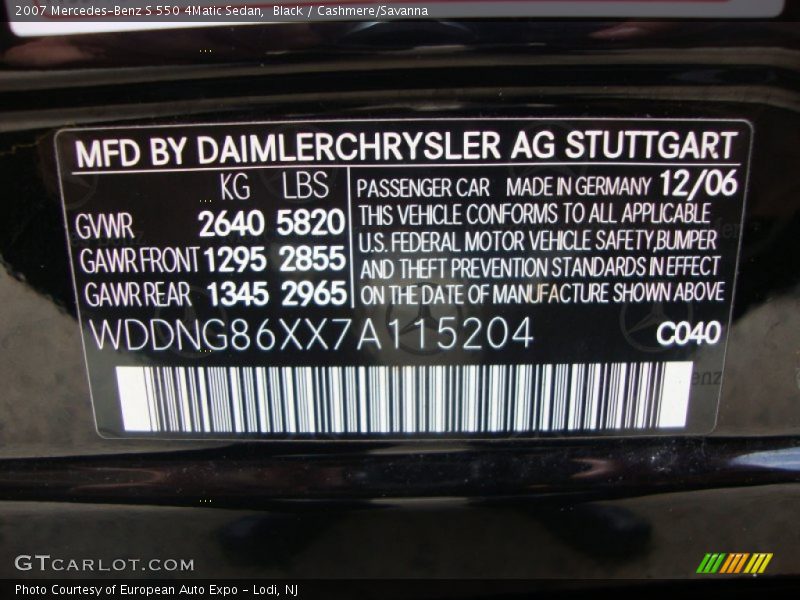 2007 Mercedes-Benz S 550 4Matic Sedan, Black / Cashmere/Savanna
MFD BY DAIMLERCHRYSLER AG STUTTGART
KG LBS
GVWR 2640 5820
GAWR FRONT 1295 2855
GAWR REAR 1345 2965
PASSENGER CAR MADE IN GERMANY 12/06
THIS VEHICLE CONFORMS TO ALL APPLICABLE
U.S. FEDERAL MOTOR VEHICLE SAFETY,BUMPER
AND THEFT PREVENTION STANDARDS IN EFFECT
ON THE DATE OF MANUFACTURE SHOWN ABOVE
WDDNG86XX7A115204 C040
GTCARLOT.COM
Photo Courtesy of European Auto Expo - Lodi, NJ